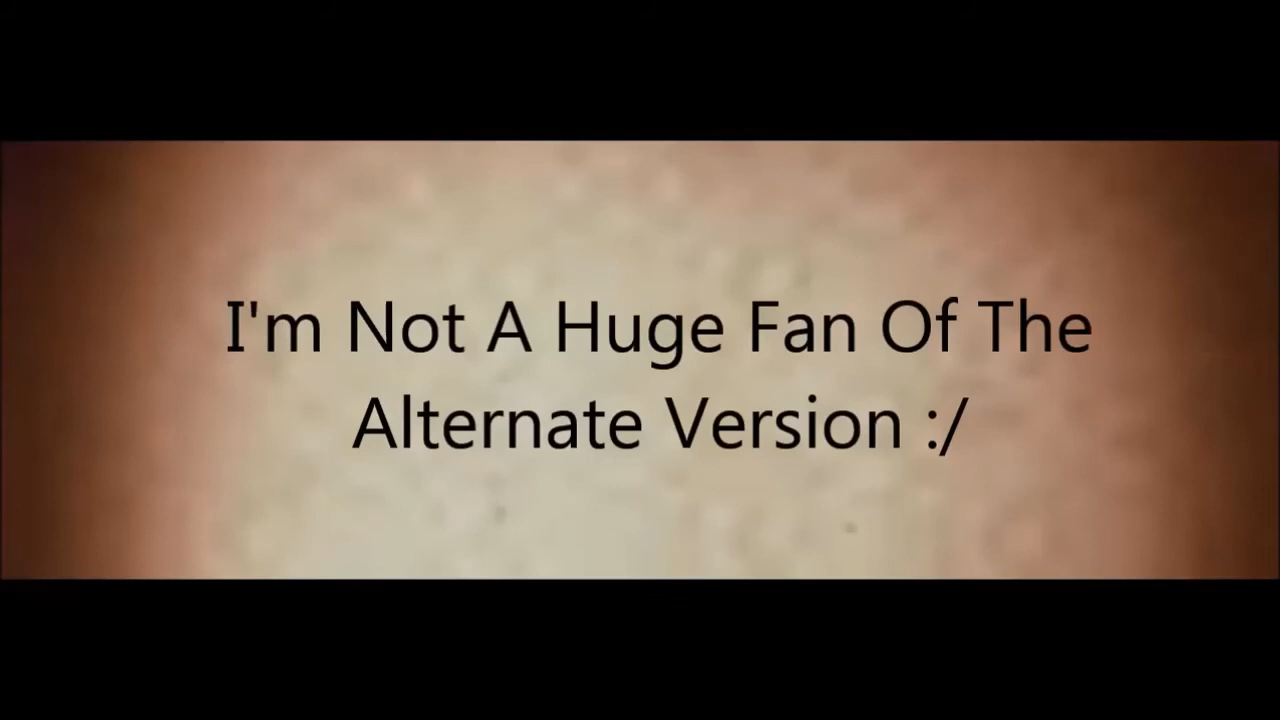 I'm Not A Huge Fan Of The
Alternate Version :/